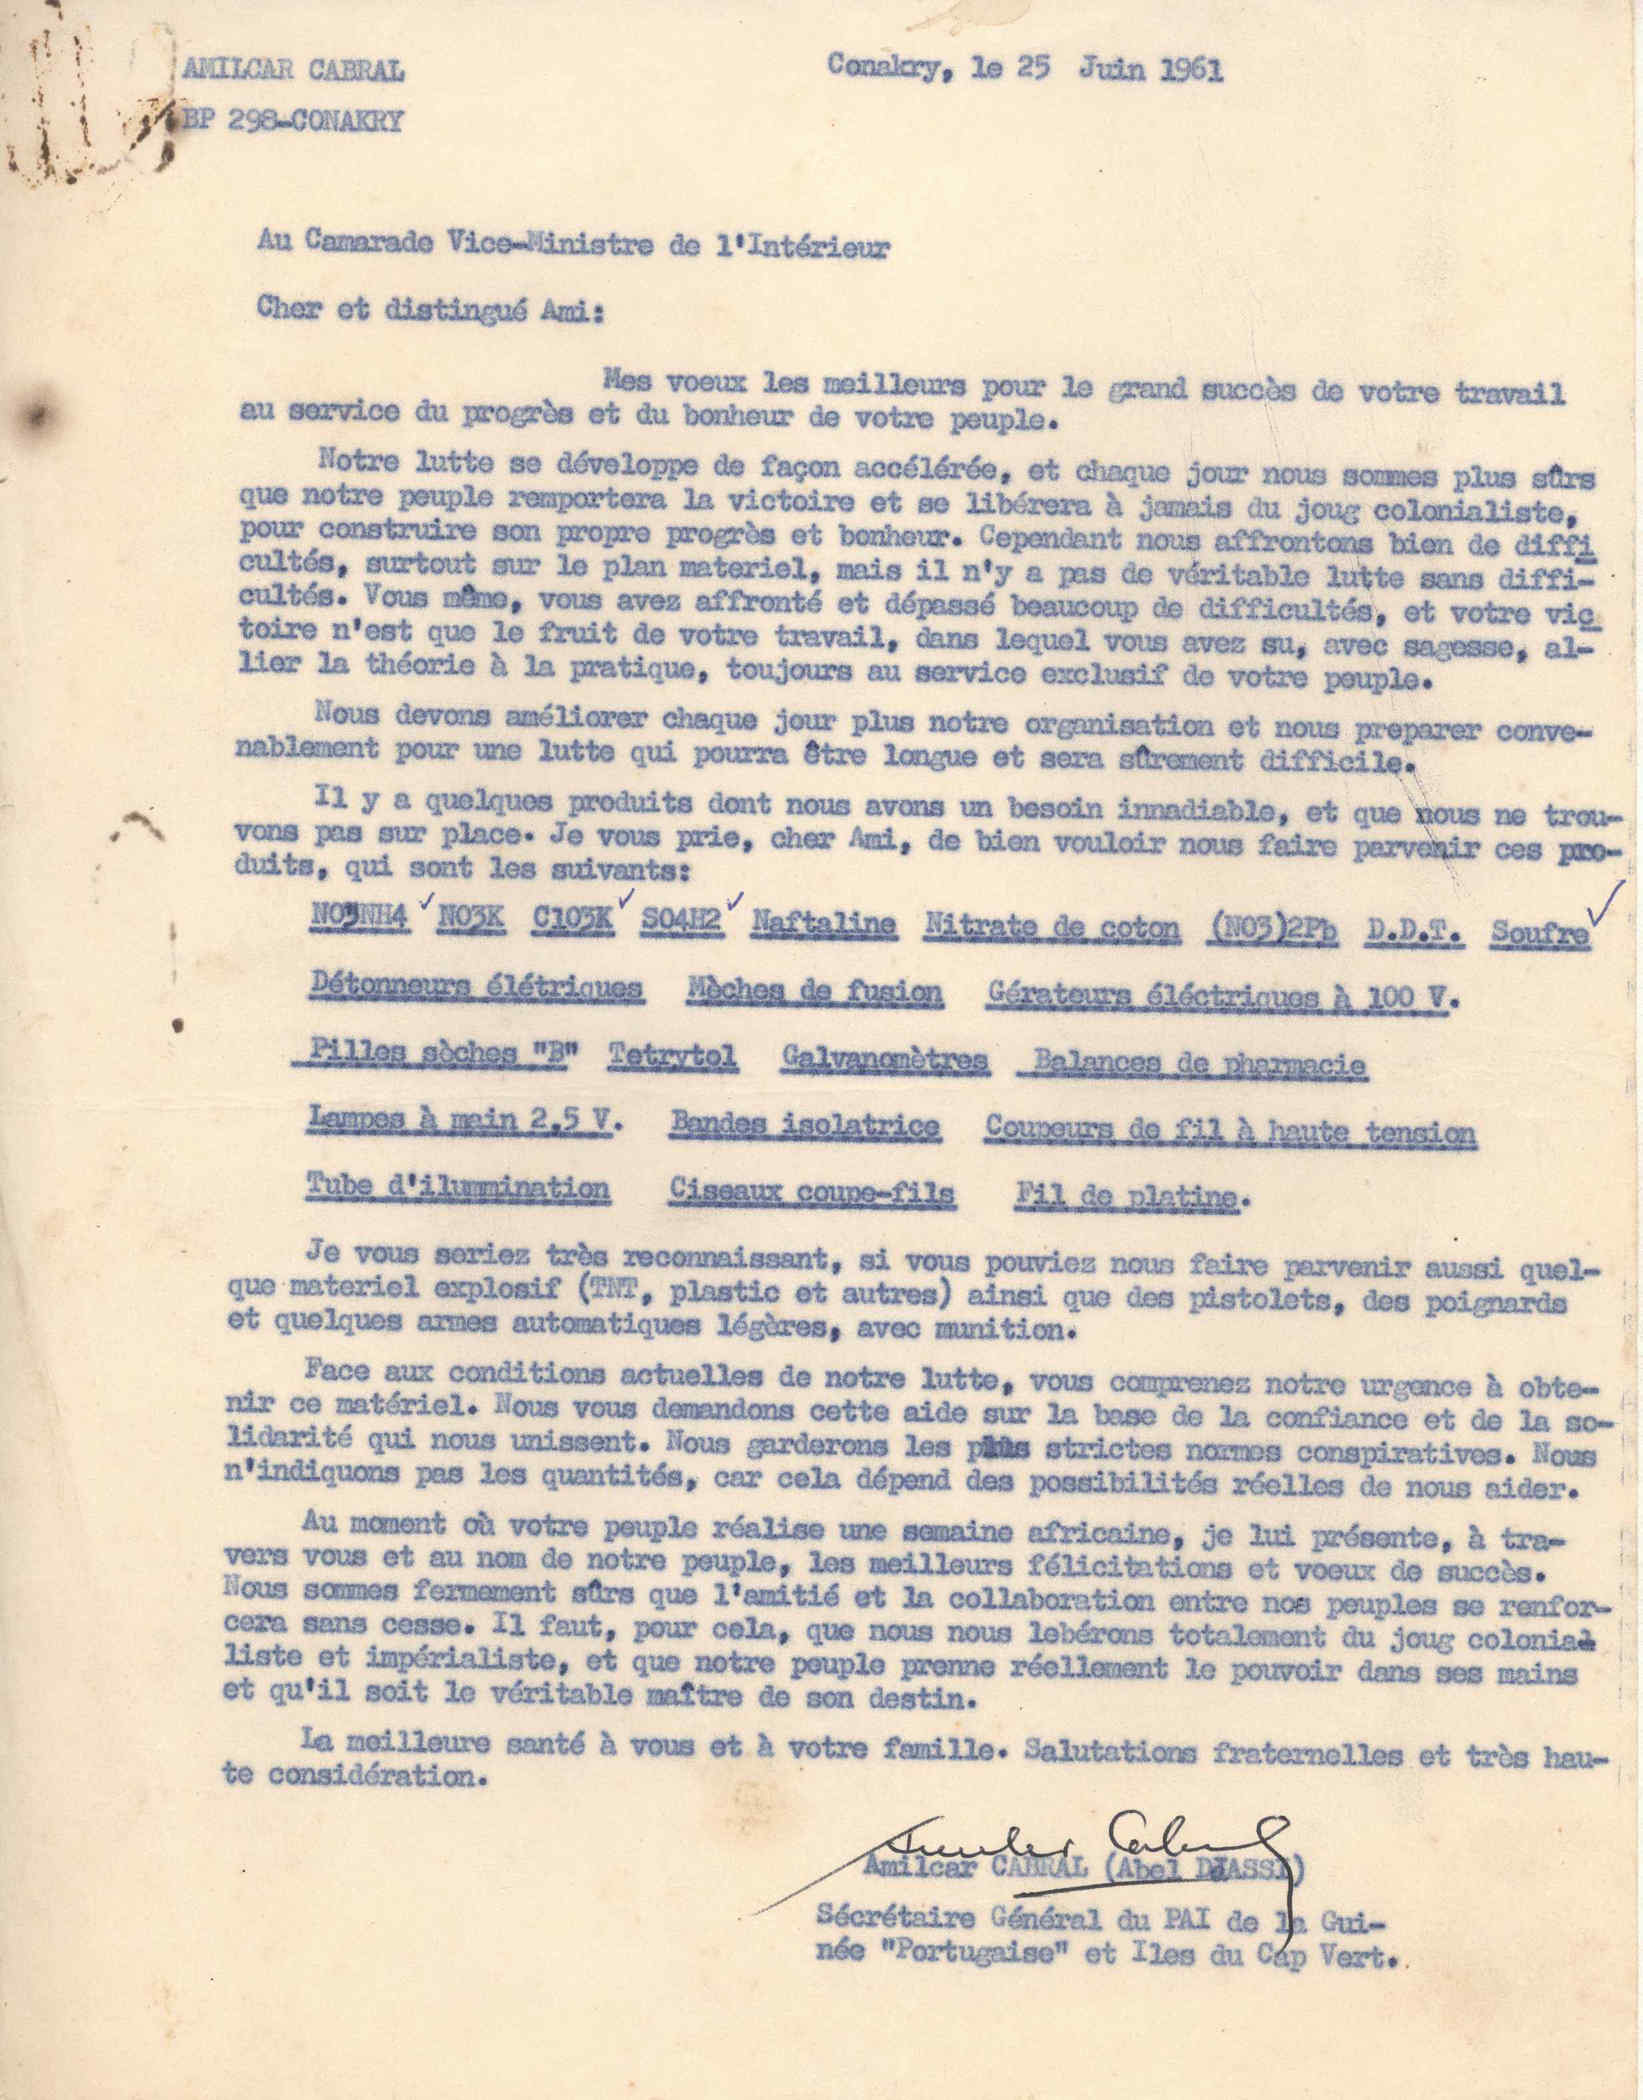 AMILCAR CABRAL
Conakry, le 25 Juin 1961
BP 298-CONAKRY
Au Camarade Vice-Ministre de l'Intérieur
Cher et distingué Ami:
Mes voeux les meilleurs pour le grand succès de votre travail
au service du progrès et du bonheur de votre peuple.
Notre lutte se développe de façon accélérée, et chaque jour nous sommes plus sûrs
que notre peuple remportera la victoire et se libérera à jamais du joug colonialiste,
pour construire son propre progrès et bonheur. Cependant nous affrontons bien de diffi
cultés, surtout sur le plan materiel, mais il n'y a pas de véritable lutte sans diffi-
cultés. Vous même, vous avez affronté et dépassé beaucoup de difficultés, et votre vic
toire n'est que le fruit de votre travail, dans lequel vous avez su, avec sagesse, al-
lier la théorie à la pratique, toujours au service exclusif de votre peuple.
Nous devons améliorer chaque jour plus notre organisation et nous preparer conve-
nablement pour une lutte qui pourra être longue et sera sûrement difficile.
Il y a quelques produits dont nous avons un besoin innadiable, et que nous ne trou-
vons pas sur place. Je vous prie, cher Ami, de bien vouloir nous faire parvenir ces pro-
duits, qui sont les suivants:
NO3NH4 NO3K ClO3K SO4H2 Naftaline Nitrate de coton (NO3)2Pb D.D.T. Soufre
Détonneurs élétriques Mèches de fusion Gérateurs éléctriques à 100 V.
Pilles sèches "B" Tetrytol Galvanomètres Balances de pharmacie
Lampes à main 2,5 V. Bandes isolatrice Coupeurs de fil à haute tension
Tube d'ilummination Ciseaux coupe-fils Fil de platine.
Je vous seriez très reconnaissant, si vous pouviez nous faire parvenir aussi quel-
que materiel explosif (TNT, plastic et autres) ainsi que des pistolets, des poignards
et quelques armes automatiques légères, avec munition.
Face aux conditions actuelles de notre lutte, vous comprenez notre urgence à obte-
nir ce matériel. Nous vous demandons cette aide sur la base de la confiance et de la so-
lidarité qui nous unissent. Nous garderons les plus strictes normes conspiratives. Nous
n'indiquons pas les quantités, car cela dépend des possibilités réelles de nous aider.
Au moment où votre peuple réalise une semaine africaine, je lui présente, à tra-
vers vous et au nom de notre peuple, les meilleurs félicitations et voeux de succès.
Nous sommes fermement sûrs que l'amitié et la collaboration entre nos peuples se renfor-
cera sans cesse. Il faut, pour cela, que nous nous lebérons totalement du joug colonia-
liste et impérialiste, et que notre peuple prenne réellement le pouvoir dans ses mains
et qu'il soit le véritable maître de son destin.
La meilleure santé à vous et à votre famille. Salutations fraternelles et très hau-
te considération.
Amilcar Cabral
Amilcar CABRAL (Abel DJASSI)
Sécrétaire Général du PAI de la Gui-
née "Portugaise" et Iles du Cap Vert.